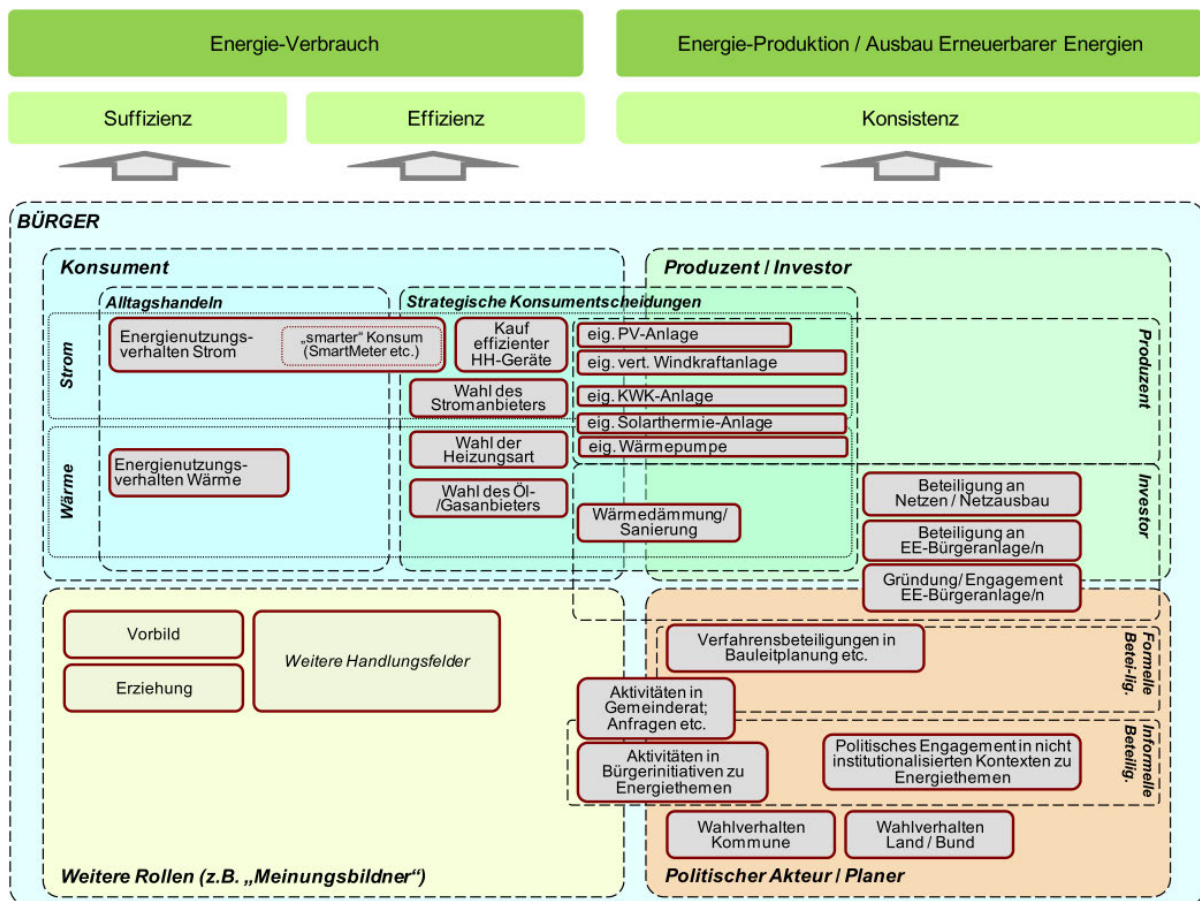 Energie-Verbrauch
Energie-Produktion / Ausbau Erneuerbarer Energien
Suffizienz
Effizienz
Konsistenz
BÜRGER
Konsument
Produzent / Investor
Alltagshandeln
Strategische Konsumentscheidungen
Strom
Energienutzungs-
verhalten Strom
„smarter“ Konsum
(SmartMeter etc.)
Kauf
effizienter
HH-Geräte
eig. PV-Anlage
eig. vert. Windkraftanlage
Produzent
Wahl des
Stromanbieters
eig. KWK-Anlage
eig. Solarthermie-Anlage
Wärme
Energienutzungs-
verhalten Wärme
Wahl der
Heizungsart
eig. Wärmepumpe
Wahl des Öl-
/Gasanbieters
Wärmedämmung/
Sanierung
Beteiligung an
Netzen / Netzausbau
Investor
Beteiligung an
EE-Bürgeranlage/n
Gründung/ Engagement
EE-Bürgeranlage/n
Vorbild
Erziehung
Weitere Handlungsfelder
Verfahrensbeteiligungen in
Bauleitplanung etc.
Formelle
Betei-lig.
Aktivitäten in
Gemeinderat;
Anfragen etc.
Aktivitäten in
Bürgerinitiativen zu
Energiethemen
Politisches Engagement in nicht
institutionalisierten Kontexten zu
Energiethemen
Informelle
Beteilig.
Wahlverhalten
Kommune
Wahlverhalten
Land / Bund
Weitere Rollen (z.B. „Meinungsbildner“)
Politischer Akteur / Planer